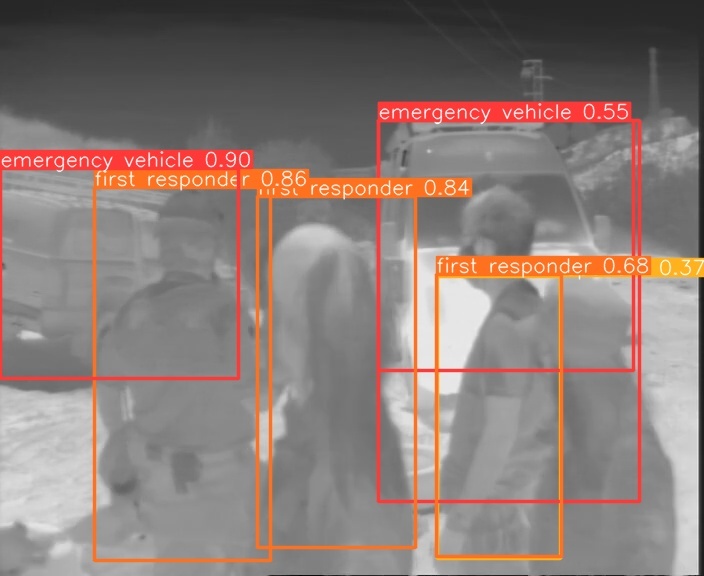 emergency vehicle 0.55
emergency vehicle 0.90
first responder 0.86
first responder 0.84
first responder 0.68
0.37